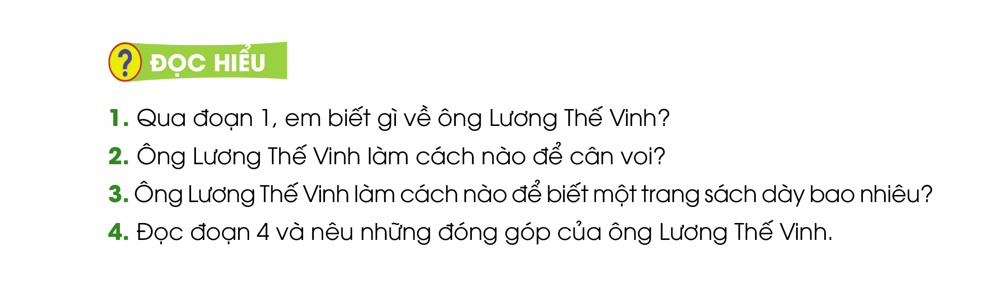 ? ĐỌC HIỂU
1. Qua đoạn 1, em biết gì về ông Lương Thế Vinh?
2. Ông Lương Thế Vinh làm cách nào để cân voi?
3. Ông Lương Thế Vinh làm cách nào để biết một trang sách dày bao nhiêu?
4. Đọc đoạn 4 và nêu những đóng góp của ông Lương Thế Vinh.